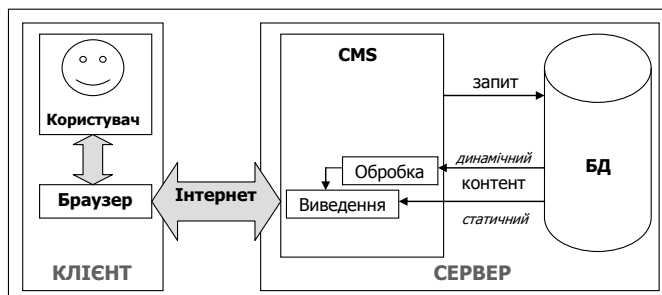 Користувач
Браузер
КЛІЄНТ
Інтернет
CMS
Обробка
Виведення
запит
динамічний
контент
статичний
БД
СЕРВЕР